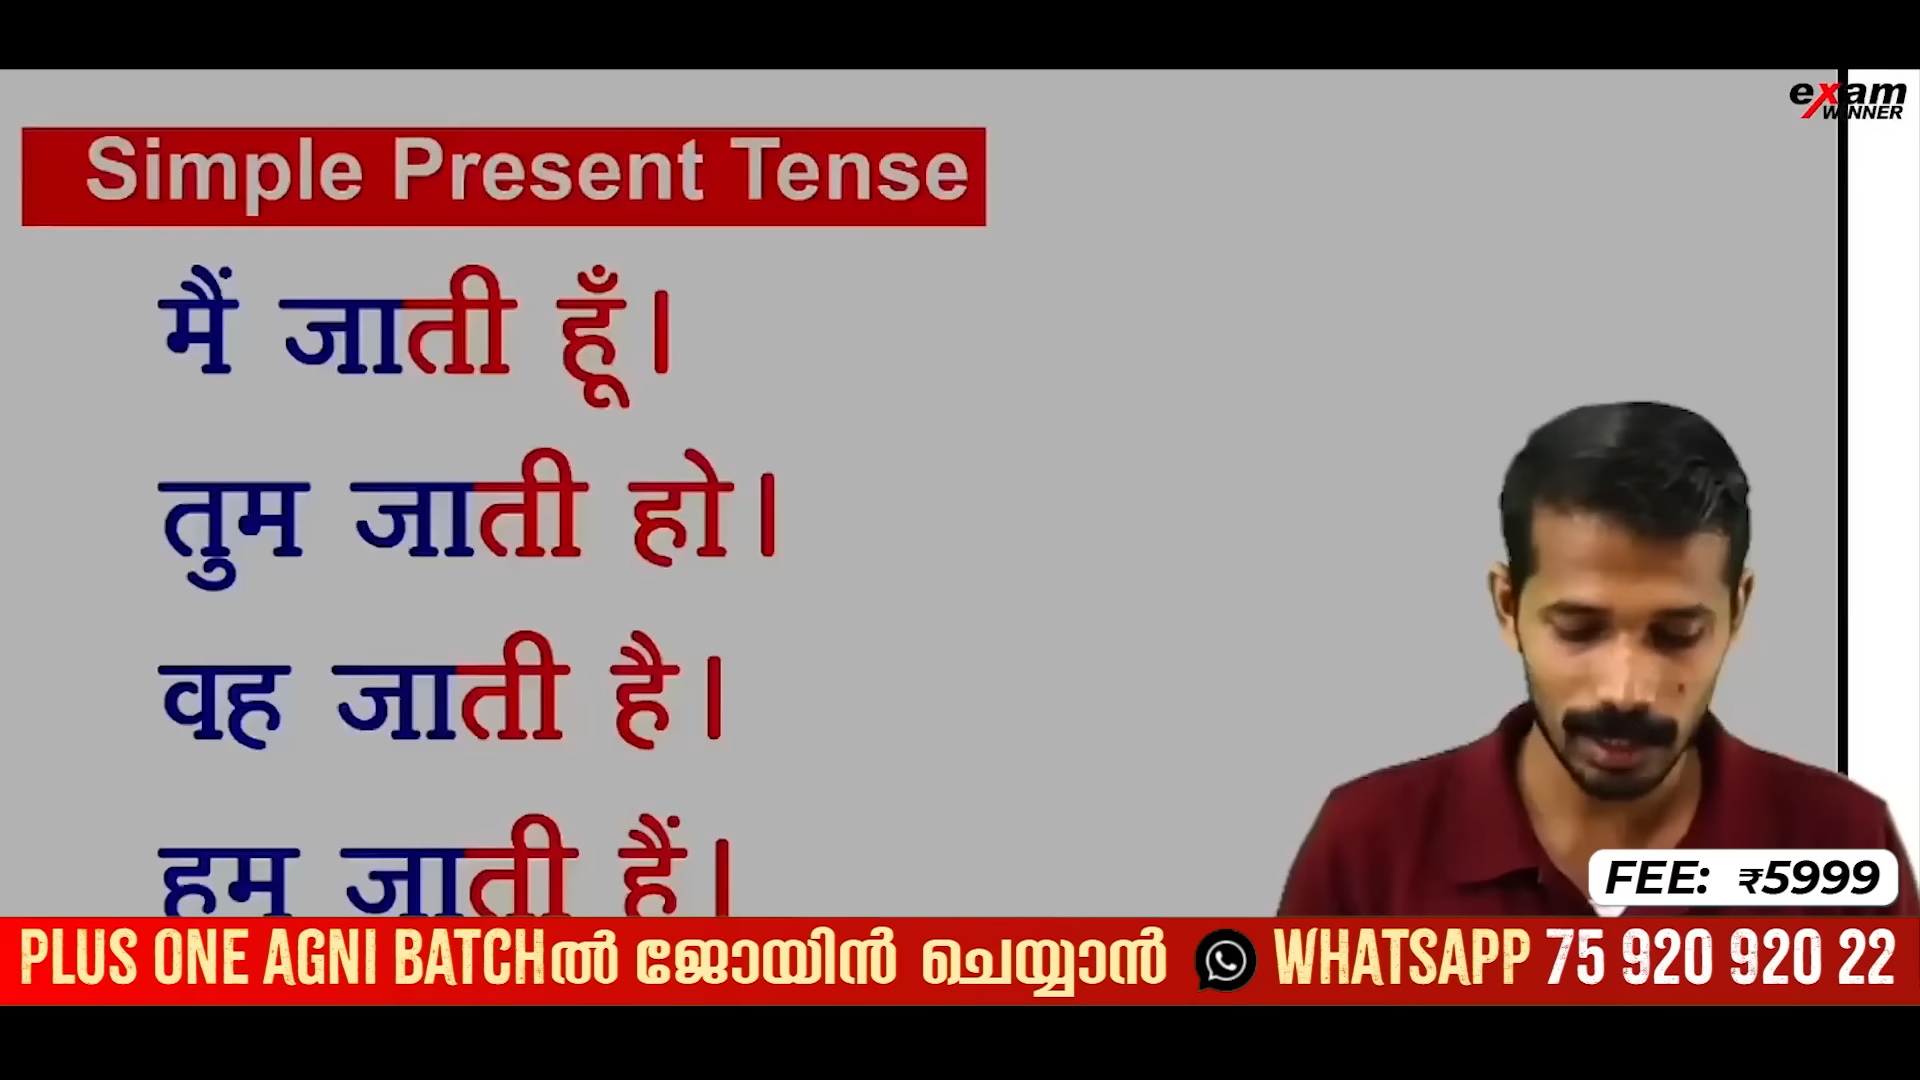 exam
WINNER
Simple Present Tense
मैं जाती हूँ।
तुम जाती हो।
वह जाती है।
हम जाती हैं।
FEE: ₹5999
PLUS ONE AGNI BATCHൽ ജോയിൻ ചെയ്യാൻ WHATSAPP 75 920 920 22